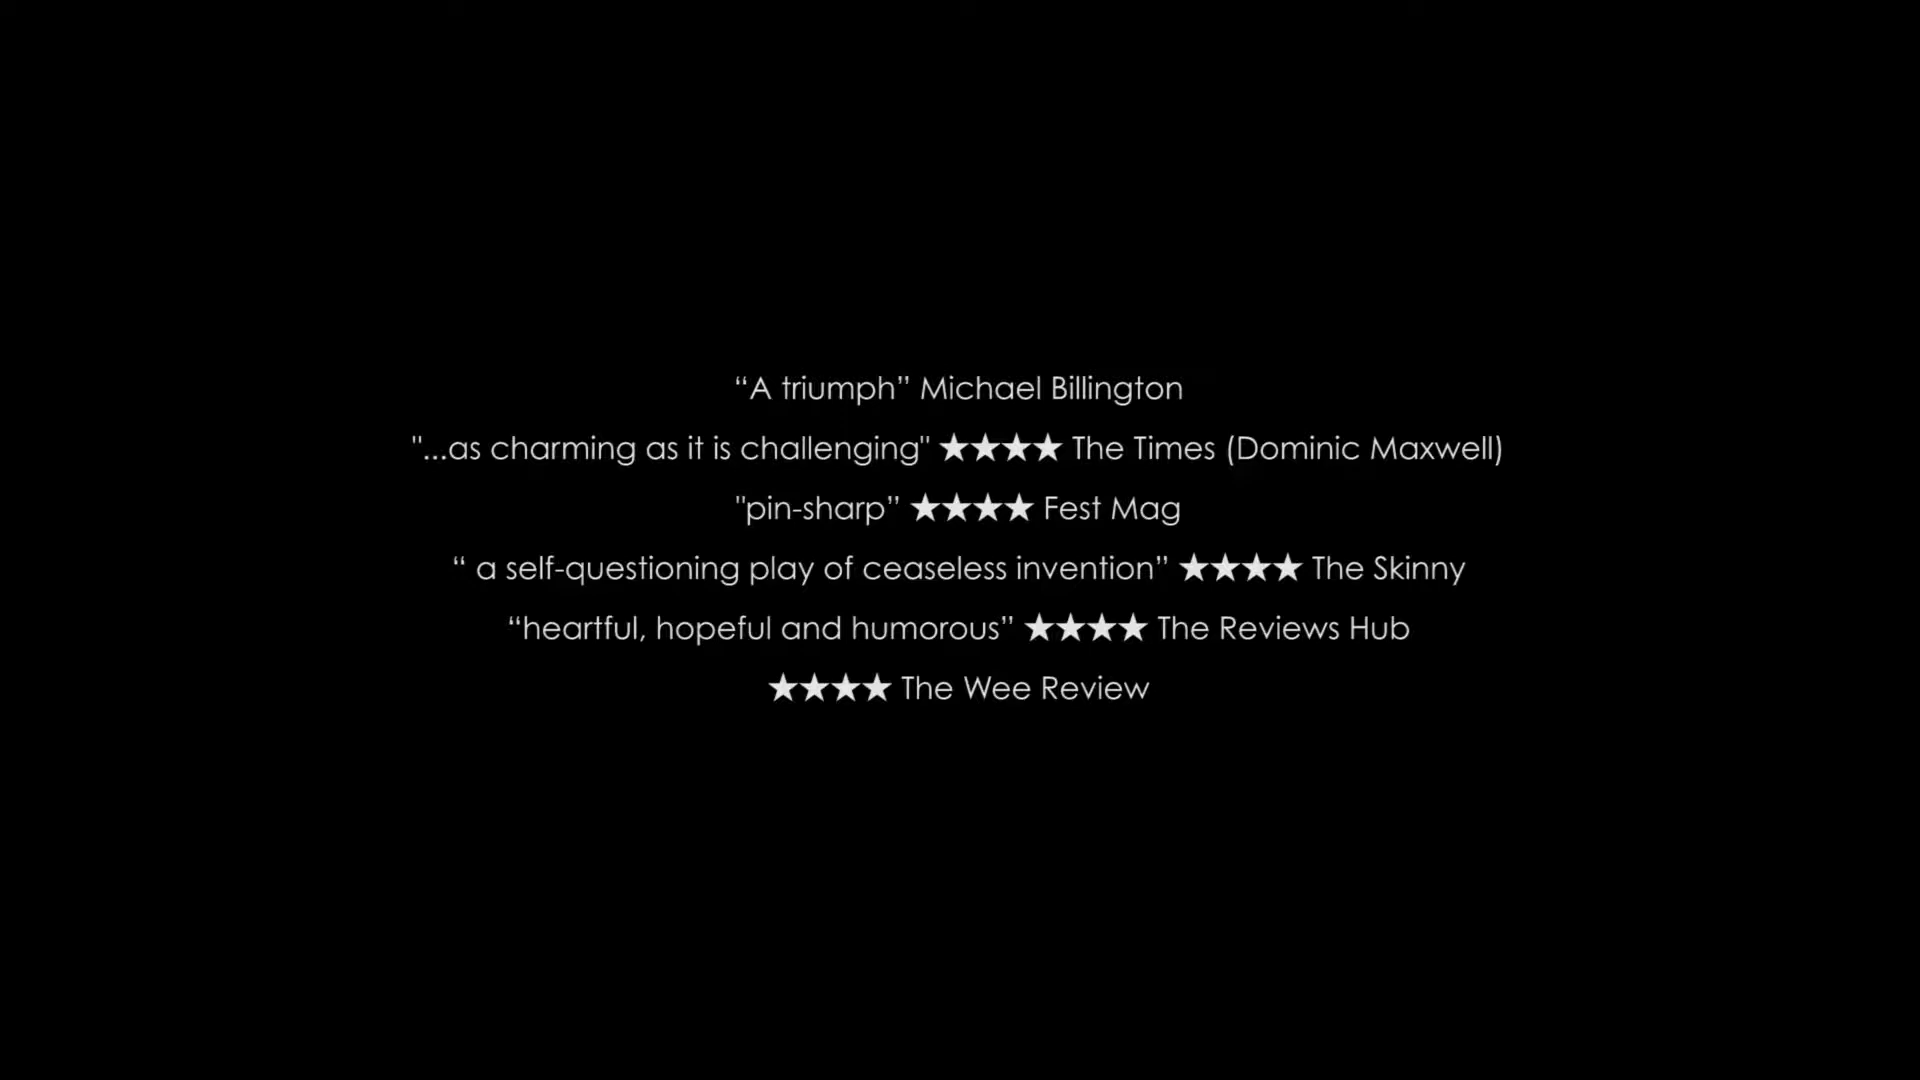 “A triumph” Michael Billington
"...as charming as it is challenging" ★★★★ The Times (Dominic Maxwell)
"pin-sharp” ★★★★ Fest Mag
“ a self-questioning play of ceaseless invention” ★★★★ The Skinny
“heartful, hopeful and humorous” ★★★★ The Reviews Hub
★★★★ The Wee Review